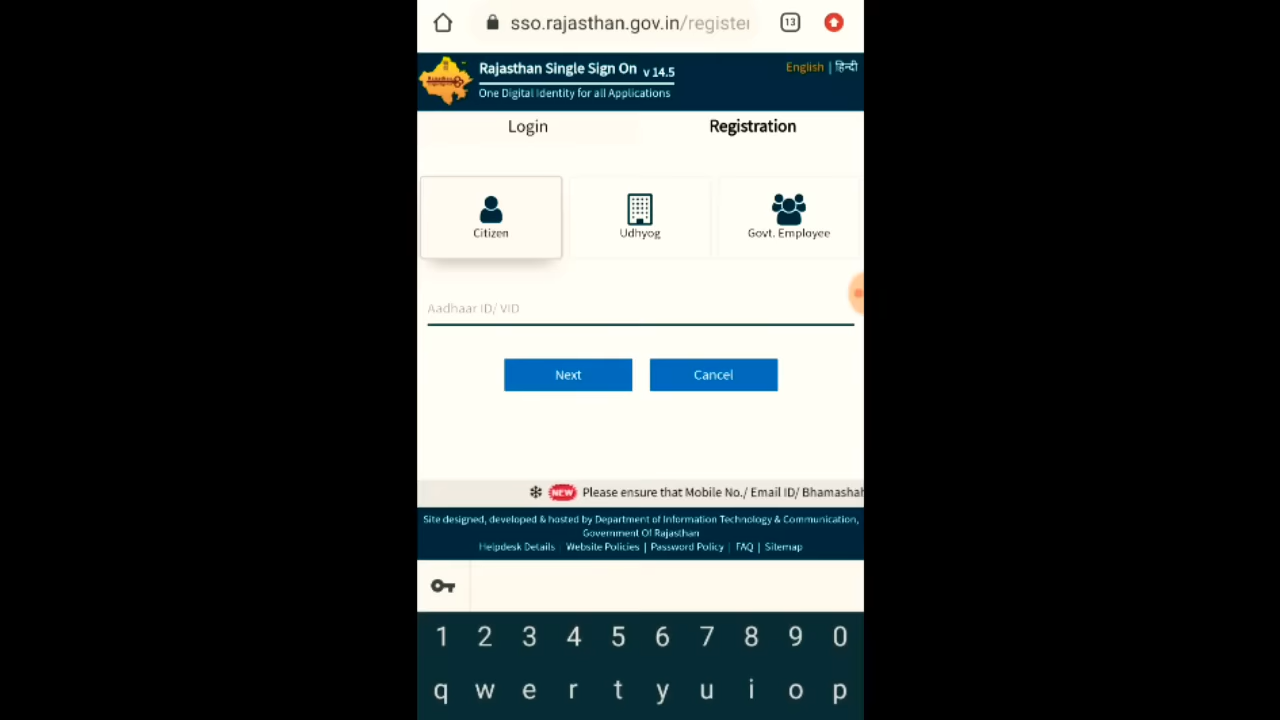 sso.rajasthan.gov.in/register
13
Rajasthan Single Sign On v 14.5
English | हिन्दी
One Digital Identity for all Applications
Login Registration
Citizen Udhyog Govt. Employee
Aadhaar ID/ VID
Next Cancel
NEW Please ensure that Mobile No./ Email ID/ Bhamashah
Site designed, developed & hosted by Department of Information Technology & Communication,
Government Of Rajasthan
Helpdesk Details | Website Policies | Password Policy | FAQ | Sitemap
1 2 3 4 5 6 7 8 9 0
q w e r t y u i o p